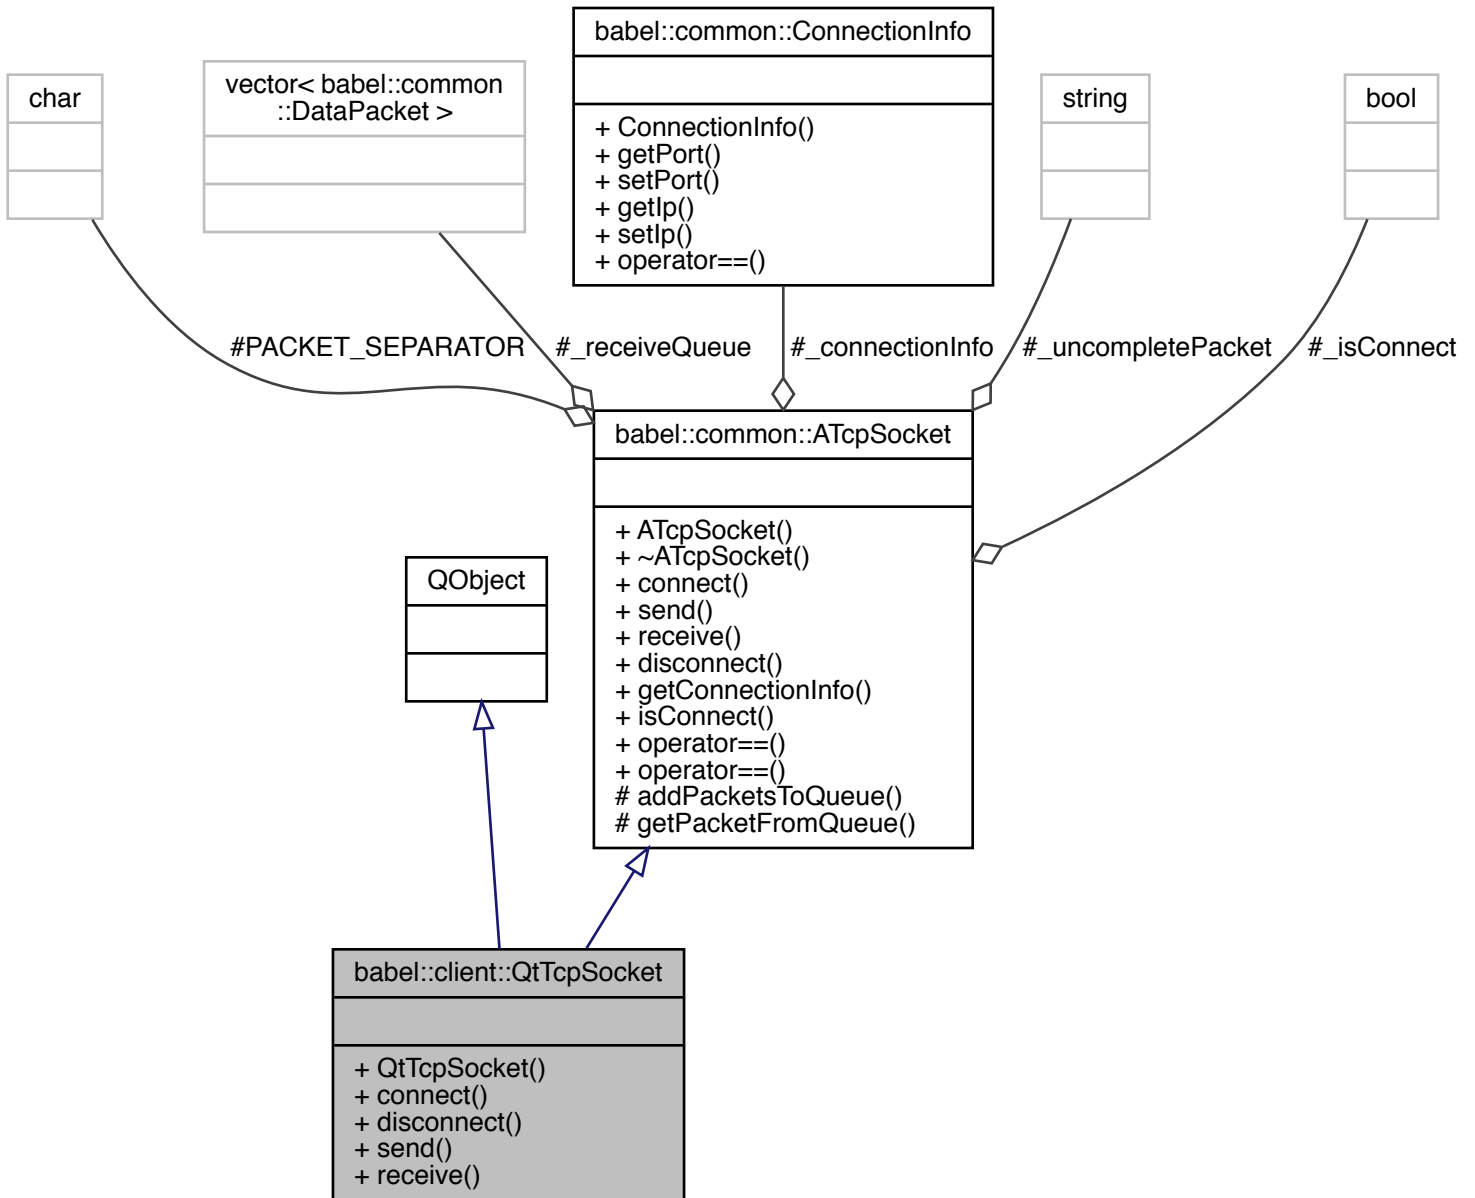 babel::common::ConnectionInfo
+ ConnectionInfo()
+ getPort()
+ setPort()
+ getIp()
+ setIp()
+ operator==()
char
vector< babel::common
::DataPacket >
string
bool
#PACKET_SEPARATOR
#_receiveQueue
#_connectionInfo
#_uncompletePacket
#_isConnect
babel::common::ATcpSocket
+ ATcpSocket()
+ ~ATcpSocket()
+ connect()
+ send()
+ receive()
+ disconnect()
+ getConnectionInfo()
+ isConnect()
+ operator==()
+ operator==()
# addPacketsToQueue()
# getPacketFromQueue()
QObject
babel::client::QtTcpSocket
+ QtTcpSocket()
+ connect()
+ disconnect()
+ send()
+ receive()